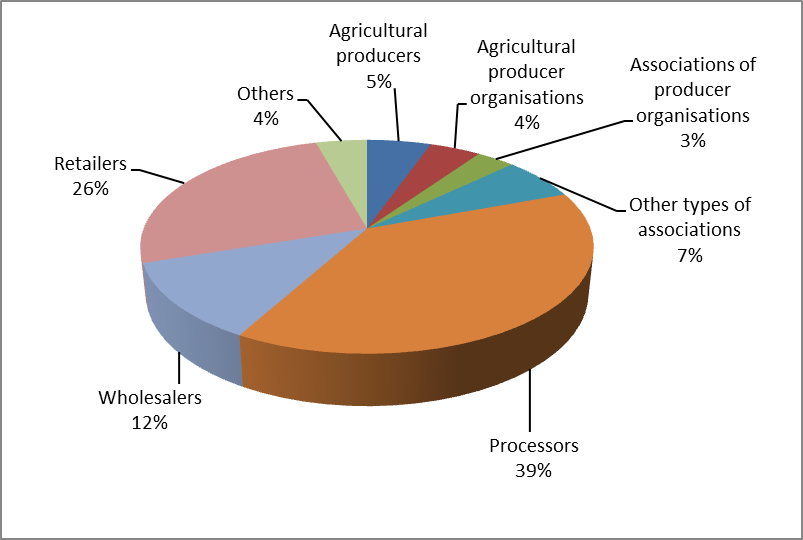 Agricultural
producers
5%
Agricultural
producer
organisations
4%
Associations of
producer
organisations
3%
Other types of
associations
7%
Processors
39%
Wholesalers
12%
Retailers
26%
Others
4%